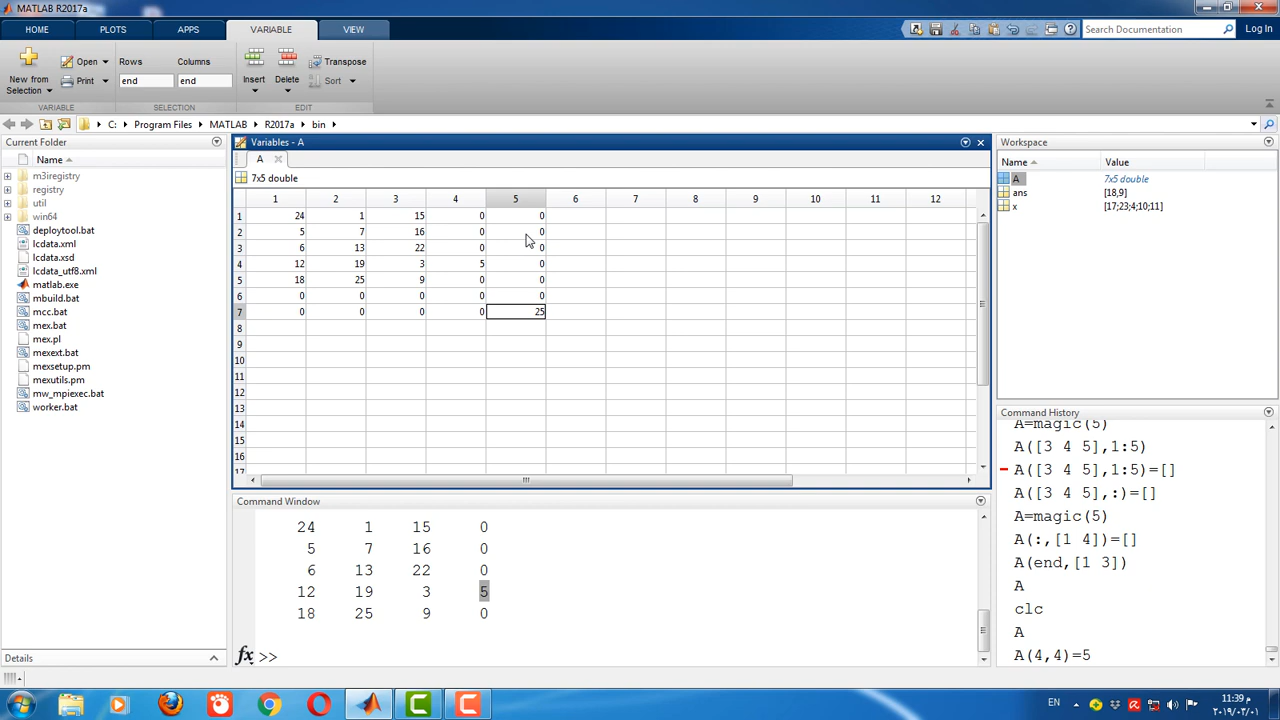 MATLAB R2017a
HOME PLOTS APPS VARIABLE VIEW
Search Documentation Log In
New from Selection
Open
Print
Rows Columns
end end
Insert Delete
Transpose
Sort
VARIABLE SELECTION EDIT
C: Program Files MATLAB R2017a bin
Current Folder
Name
m3iregistry
registry
util
win64
deploytool.bat
lcdata.xml
lcdata.xsd
lcdata_utf8.xml
matlab.exe
mbuild.bat
mcc.bat
mex.bat
mex.pl
mexext.bat
mexsetup.pm
mexutils.pm
mw_mpiexec.bat
worker.bat
Details
Variables - A
A
7x5 double
1 2 3 4 5 6 7 8 9 10 11 12
1 24 1 15 0 0
2 5 7 16 0 0
3 6 13 22 0 0
4 12 19 3 5 0
5 18 25 9 0 0
6 0 0 0 0 0
7 0 0 0 0 25
8
9
10
11
12
13
14
15
16
17
Command Window
24 1 15 0
5 7 16 0
6 13 22 0
12 19 3 5
18 25 9 0
fx >>
Workspace
Name Value
A 7x5 double
ans [18,9]
x [17;23;4;10;11]
Command History
A=magic(5)
A([3 4 5],1:5)
A([3 4 5],1:5)=[]
A([3 4 5],:)=[]
A=magic(5)
A(:,[1 4])=[]
A(end,[1 3])
A
clc
A
A(4,4)=5
EN
11:39 م
٢٠١٩/٠٣/٠١